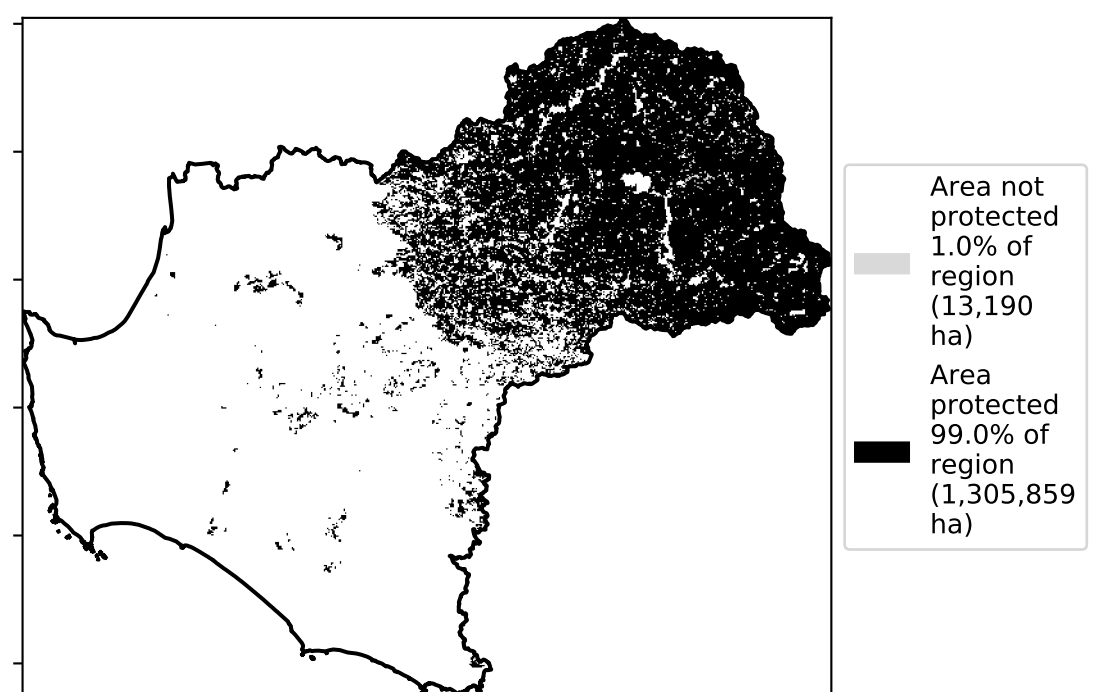 Area not
protected
1.0% of
region
(13,190
ha)
Area
protected
99.0% of
region
(1,305,859
ha)